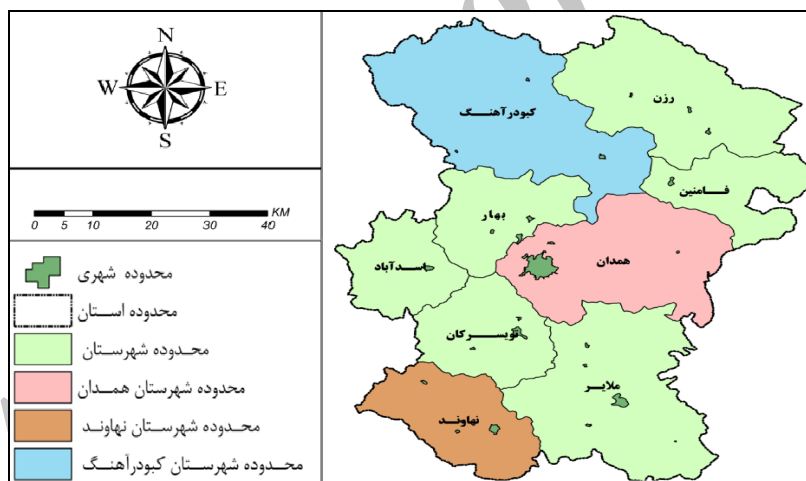 N
W E
S
0 5 10 20 30 40 KM
محدوده شهری
محدوده استان
محدوده شهرستان
محدوده شهرستان همدان
محدوده شهرستان نهاوند
محدوده شهرستان کبودرآهنگ
رزن
کبودرآهنگ
فامنین
بهار
همدان
اسدآباد
تویسرکان
ملایر
نهاوند